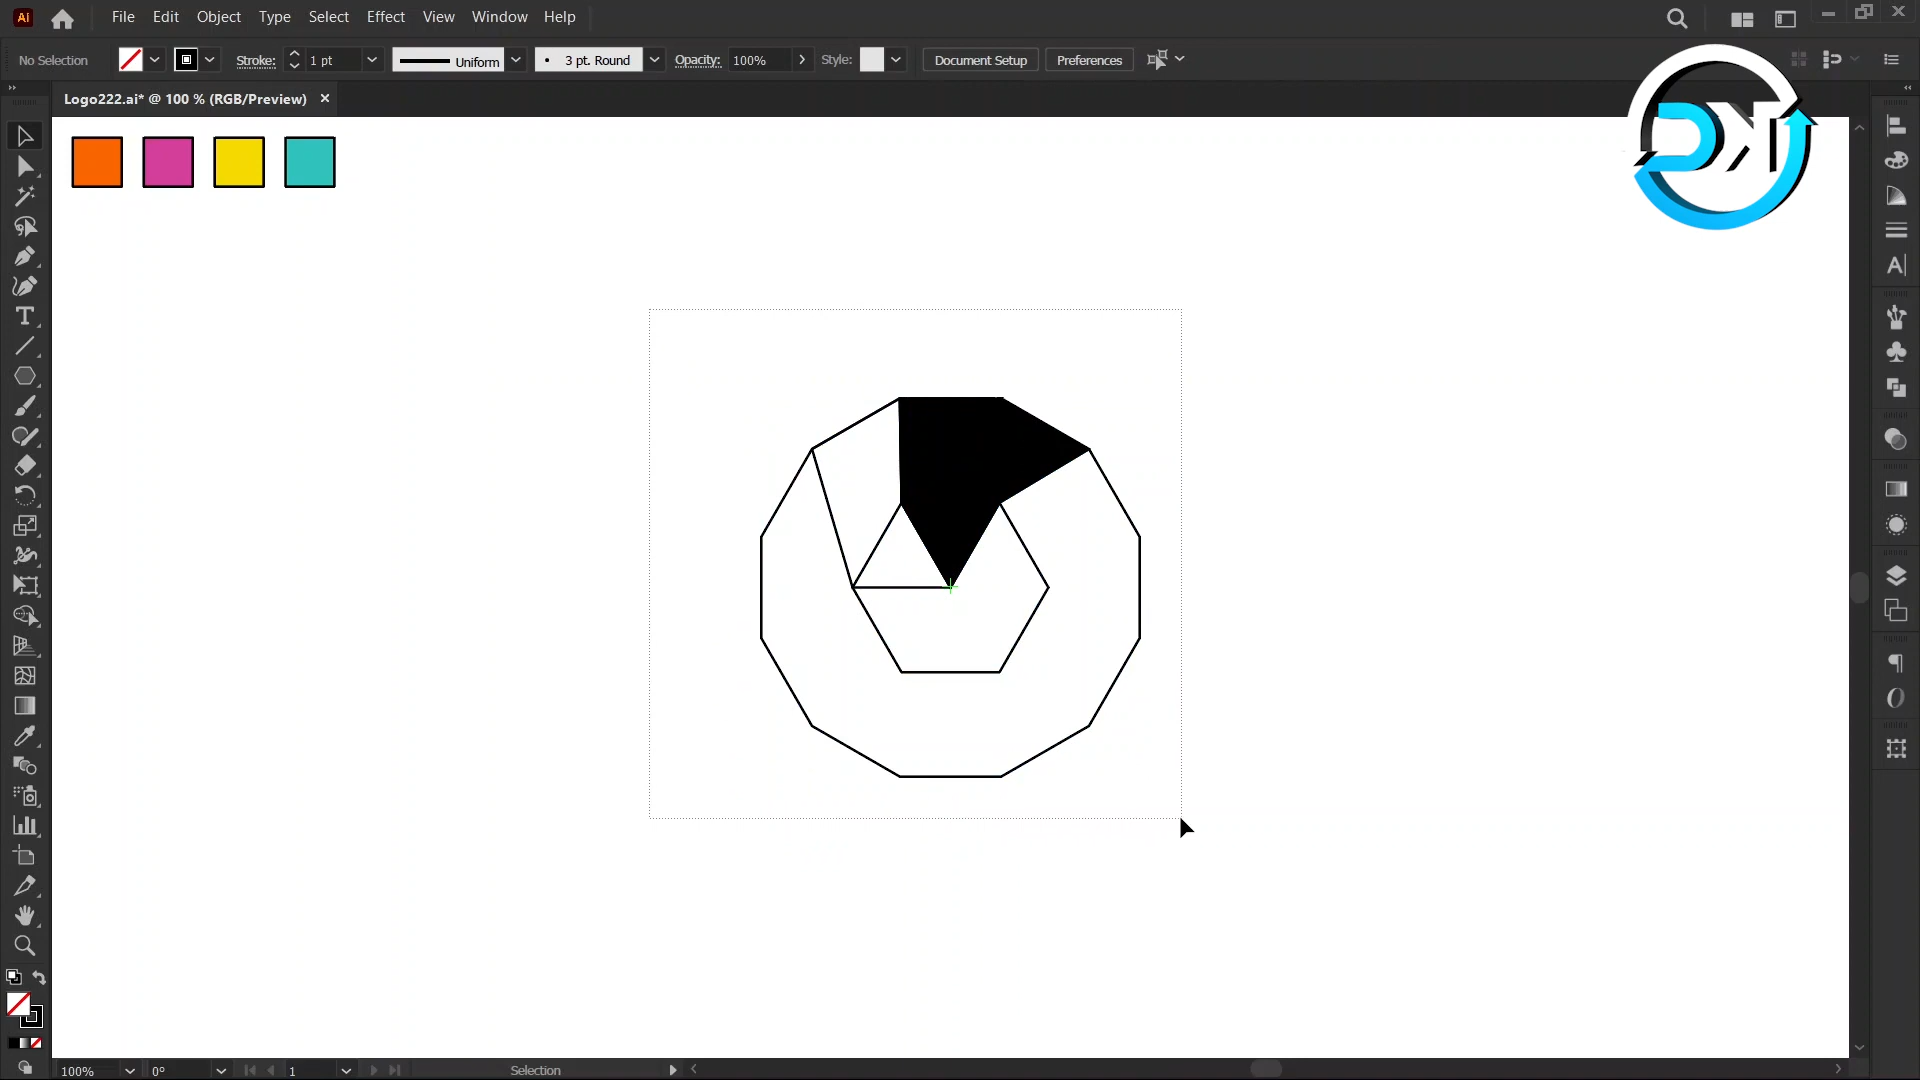 Ai File Edit Object Type Select Effect View Window Help
No Selection Stroke: 1 pt Uniform 3 pt. Round Opacity: 100% Style: Document Setup Preferences
Logo222.ai* @ 100 % (RGB/Preview)
100% 0° 1 Selection